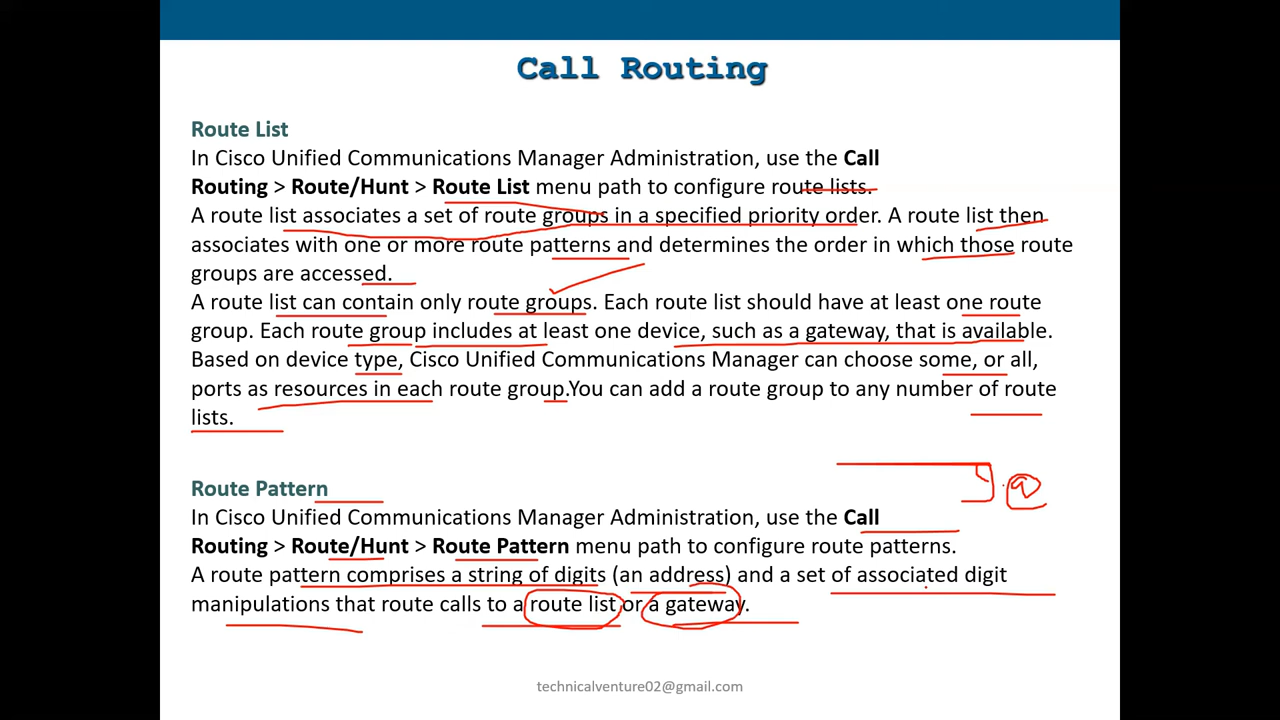 Call Routing
Route List
In Cisco Unified Communications Manager Administration, use the Call
Routing > Route/Hunt > Route List menu path to configure route lists.
A route list associates a set of route groups in a specified priority order. A route list then
associates with one or more route patterns and determines the order in which those route
groups are accessed.
A route list can contain only route groups. Each route list should have at least one route
group. Each route group includes at least one device, such as a gateway, that is available.
Based on device type, Cisco Unified Communications Manager can choose some, or all,
ports as resources in each route group.You can add a route group to any number of route
lists.
Route Pattern
In Cisco Unified Communications Manager Administration, use the Call
Routing > Route/Hunt > Route Pattern menu path to configure route patterns.
A route pattern comprises a string of digits (an address) and a set of associated digit
manipulations that route calls to a route list or a gateway.
technicalventure02@gmail.com